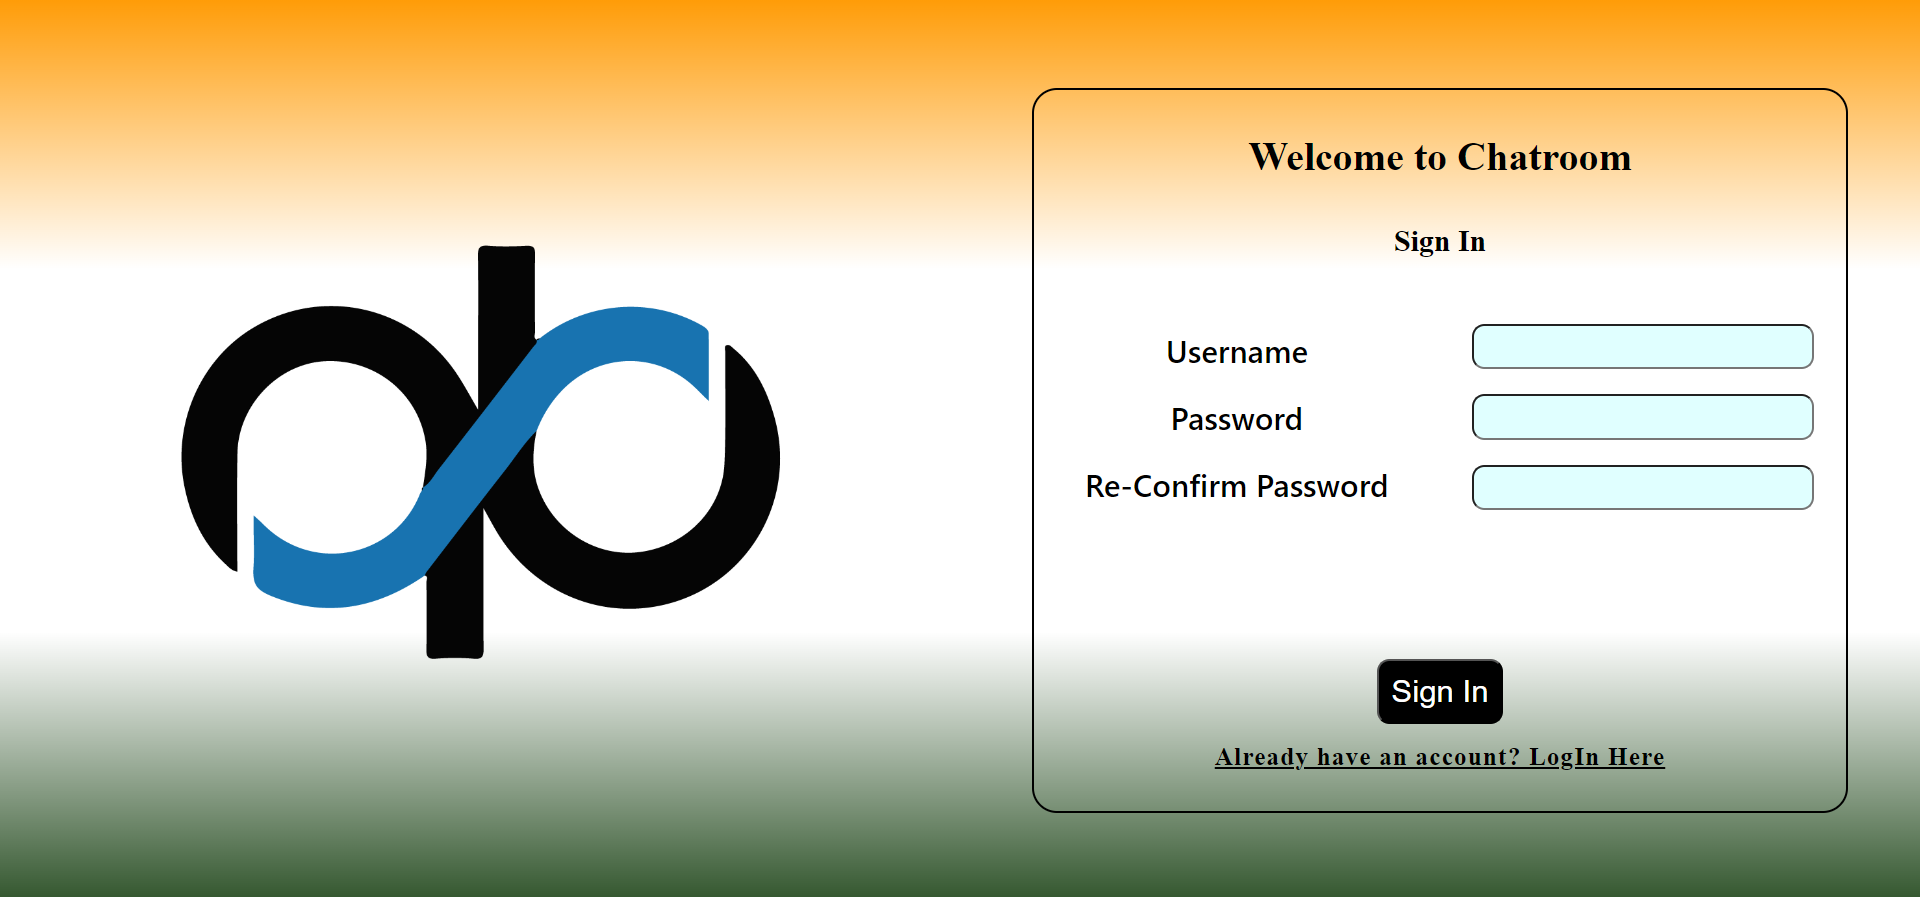 Welcome to Chatroom
Sign In
Username
Password
Re-Confirm Password
Sign In
Already have an account? LogIn Here